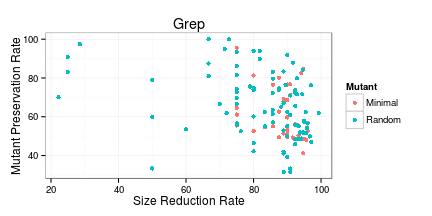 Grep
Mutant Preservation Rate
100
80
60
40
20
40
60
80
100
Size Reduction Rate
Mutant
Minimal
Random